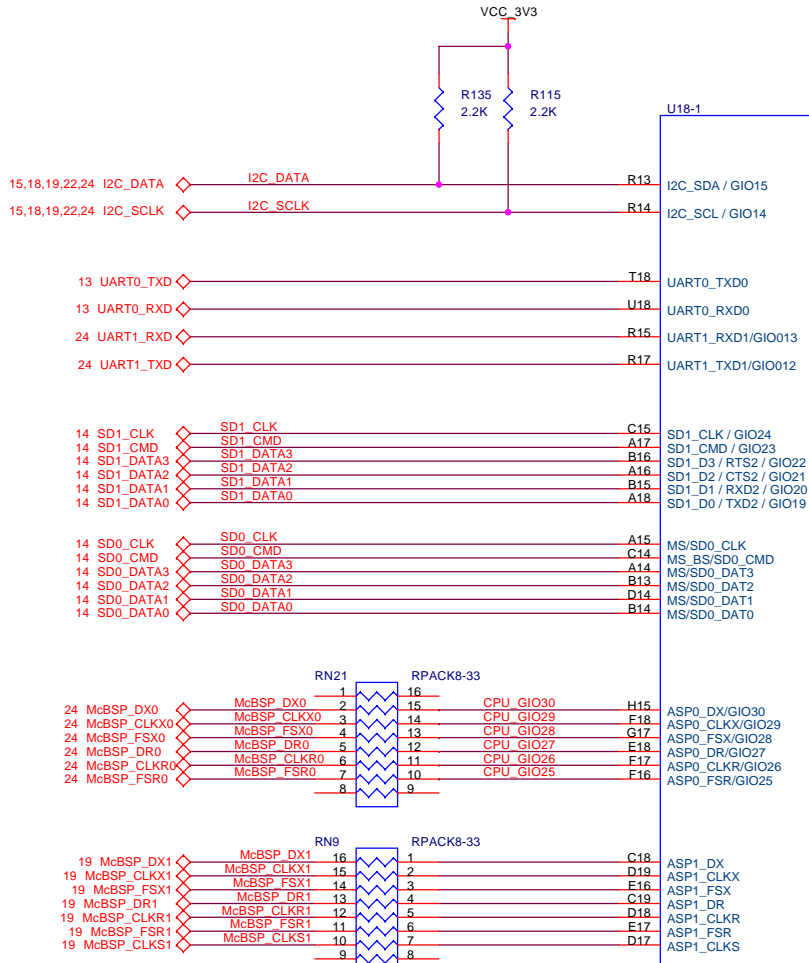 VCC_3V3
R135 R115
2.2K 2.2K
U18-1
15,18,19,22,24 I2C_DATA I2C_DATA R13 I2C_SDA / GIO15
15,18,19,22,24 I2C_SCLK I2C_SCLK R14 I2C_SCL / GIO14
13 UART0_TXD T18 UART0_TXD0
13 UART0_RXD U18 UART0_RXD0
24 UART1_RXD R15 UART1_RXD1/GIO013
24 UART1_TXD R17 UART1_TXD1/GIO012
14 SD1_CLK SD1_CLK C15 SD1_CLK / GIO24
14 SD1_CMD SD1_CMD A17 SD1_CMD / GIO23
14 SD1_DATA3 SD1_DATA3 B16 SD1_D3 / RTS2 / GIO22
14 SD1_DATA2 SD1_DATA2 A16 SD1_D2 / CTS2 / GIO21
14 SD1_DATA1 SD1_DATA1 B15 SD1_D1 / RXD2 / GIO20
14 SD1_DATA0 SD1_DATA0 A18 SD1_D0 / TXD2 / GIO19
14 SD0_CLK SD0_CLK A15 MS/SD0_CLK
14 SD0_CMD SD0_CMD C14 MS_BS/SD0_CMD
14 SD0_DATA3 SD0_DATA3 A14 MS/SD0_DAT3
14 SD0_DATA2 SD0_DATA2 B13 MS/SD0_DAT2
14 SD0_DATA1 SD0_DATA1 D14 MS/SD0_DAT1
14 SD0_DATA0 SD0_DATA0 B14 MS/SD0_DAT0
RN21 RPACK8-33
1 16
24 McBSP_DX0 McBSP_DX0 2 15 CPU_GIO30 H15 ASP0_DX/GIO30
24 McBSP_CLKX0 McBSP_CLKX0 3 14 CPU_GIO29 F18 ASP0_CLKX/GIO29
24 McBSP_FSX0 McBSP_FSX0 4 13 CPU_GIO28 G17 ASP0_FSX/GIO28
24 McBSP_DR0 McBSP_DR0 5 12 CPU_GIO27 E18 ASP0_DR/GIO27
24 McBSP_CLKR0 McBSP_CLKR0 6 11 CPU_GIO26 F17 ASP0_CLKR/GIO26
24 McBSP_FSR0 McBSP_FSR0 7 10 CPU_GIO25 F16 ASP0_FSR/GIO25
8 9
RN9 RPACK8-33
19 McBSP_DX1 McBSP_DX1 16 1 C18 ASP1_DX
19 McBSP_CLKX1 McBSP_CLKX1 15 2 D19 ASP1_CLKX
19 McBSP_FSX1 McBSP_FSX1 14 3 E16 ASP1_FSX
19 McBSP_DR1 McBSP_DR1 13 4 C19 ASP1_DR
19 McBSP_CLKR1 McBSP_CLKR1 12 5 D18 ASP1_CLKR
19 McBSP_FSR1 McBSP_FSR1 11 6 E17 ASP1_FSR
19 McBSP_CLKS1 McBSP_CLKS1 10 7 D17 ASP1_CLKS
9 8